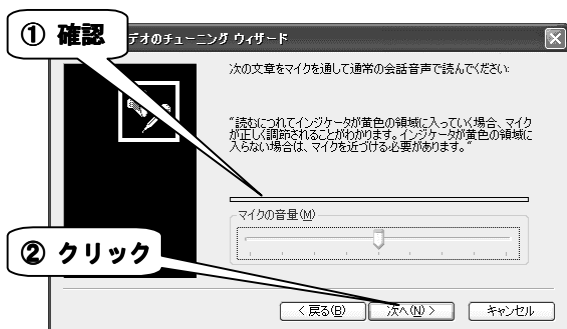 ① 確認
デオのチューニング ウィザード
次の文章をマイクを通して通常の会話音声で読んでください:
“読むにつれてインジケータが黄色の領域に入っていく場合、マイク
が正しく調節されることがわかります。インジケータが黄色の領域に
入らない場合は、マイクを近づける必要があります。”
マイクの音量(M)
② クリック
< 戻る(B)
次へ(N) >
キャンセル